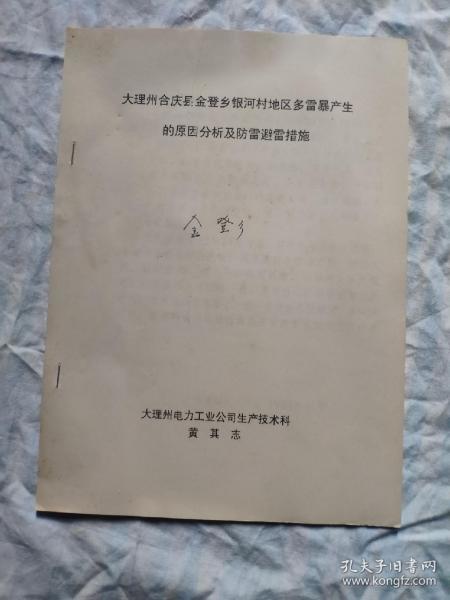 大理州合庆县金登乡银河村地区多雷暴产生
的原因分析及防雷避雷措施
金登乡
大理州电力工业公司生产技术科
黄其志
孔夫子旧书网
www.kongfz.com